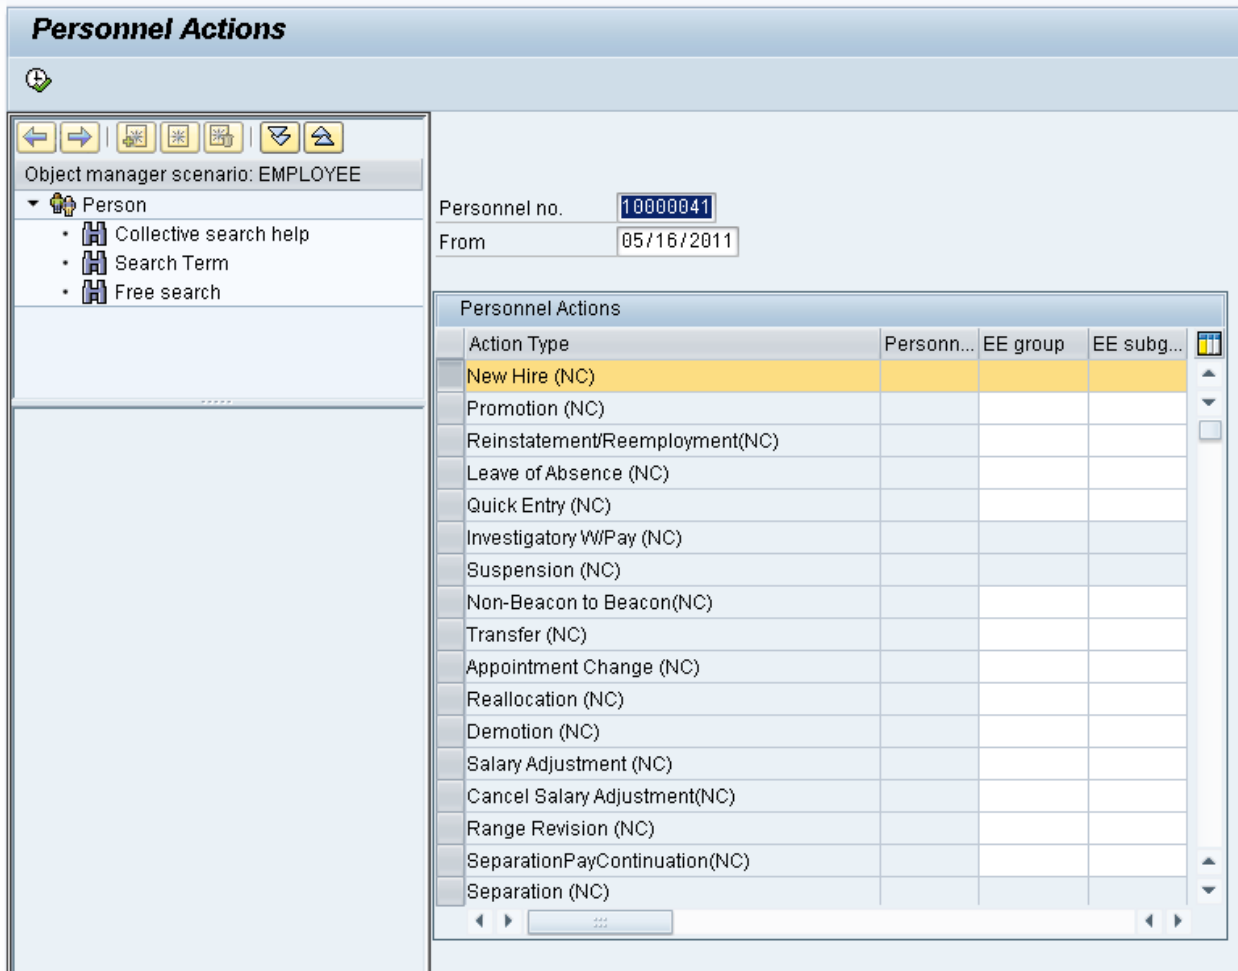 Personnel Actions
Object manager scenario: EMPLOYEE
Person
Collective search help
Search Term
Free search
Personnel no. 10000041
From 05/16/2011
Personnel Actions
Action Type Personn... EE group EE subg...
New Hire (NC)
Promotion (NC)
Reinstatement/Reemployment(NC)
Leave of Absence (NC)
Quick Entry (NC)
Investigatory W/Pay (NC)
Suspension (NC)
Non-Beacon to Beacon(NC)
Transfer (NC)
Appointment Change (NC)
Reallocation (NC)
Demotion (NC)
Salary Adjustment (NC)
Cancel Salary Adjustment(NC)
Range Revision (NC)
SeparationPayContinuation(NC)
Separation (NC)